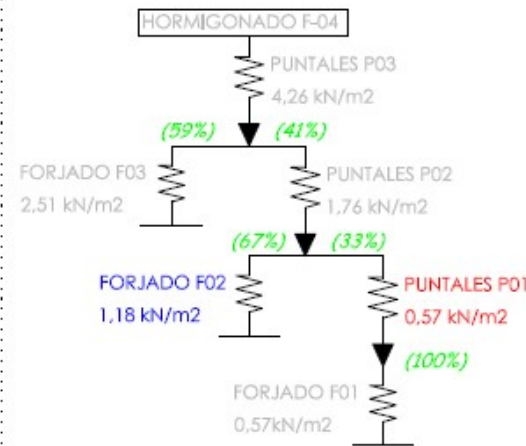 HORMIGONADO F-04
PUNTALES P03
4,26 kN/m2
(59%) (41%)
FORJADO F03
2,51 kN/m2
PUNTALES P02
1,76 kN/m2
(67%) (33%)
FORJADO F02
1,18 kN/m2
PUNTALES P01
0,57 kN/m2
(100%)
FORJADO F01
0,57kN/m2